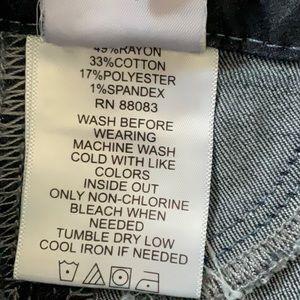 49%RAYON
33%COTTON
17%POLYESTER
1%SPANDEX
RN 88083
WASH BEFORE
WEARING
MACHINE WASH
COLD WITH LIKE
COLORS
INSIDE OUT
ONLY NON-CHLORINE
BLEACH WHEN
NEEDED
TUMBLE DRY LOW
COOL IRON IF NEEDED